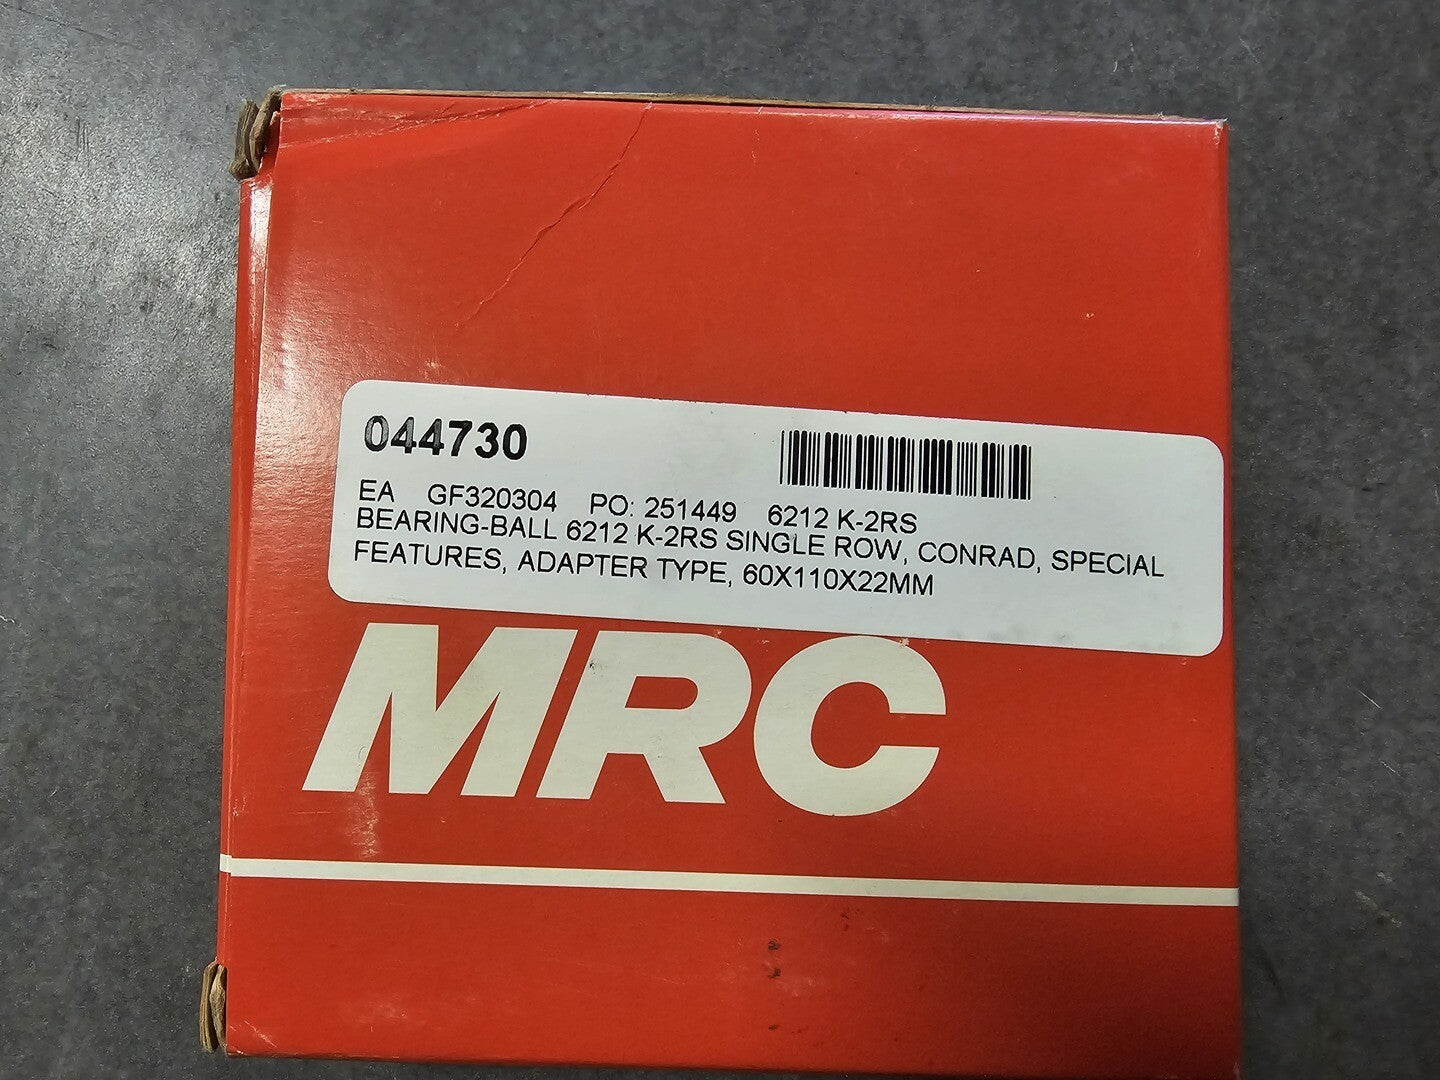 044730
EA GF320304 PO: 251449 6212 K-2RS
BEARING-BALL 6212 K-2RS SINGLE ROW, CONRAD, SPECIAL
FEATURES, ADAPTER TYPE, 60X110X22MM
MRC